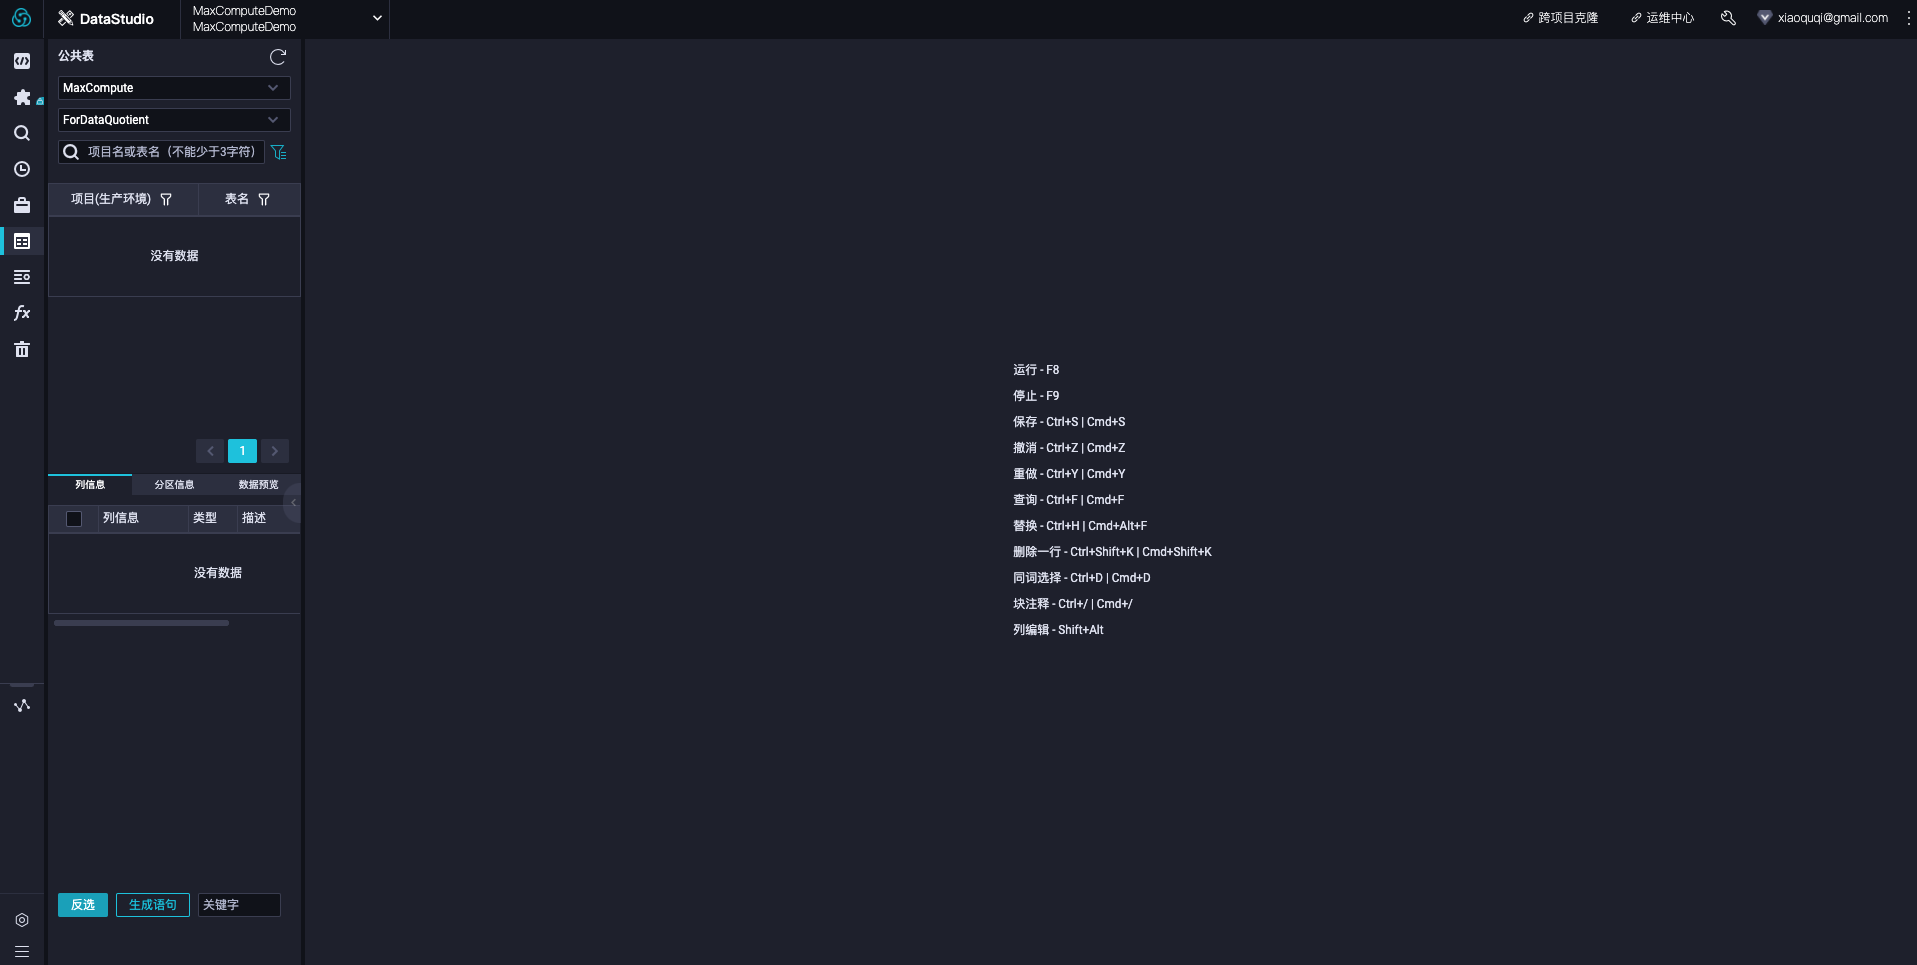 DataStudio
MaxComputeDemo
MaxComputeDemo
跨项目克隆
运维中心
xiaoquqi@gmail.com
公共表
MaxCompute
ForDataQuotient
项目名或表名（不能少于3字符）
项目(生产环境)
表名
没有数据
1
列信息
分区信息
数据预览
列信息
类型
描述
没有数据
反选
生成语句
关键字
运行 - F8
停止 - F9
保存 - Ctrl+S | Cmd+S
撤消 - Ctrl+Z | Cmd+Z
重做 - Ctrl+Y | Cmd+Y
查询 - Ctrl+F | Cmd+F
替换 - Ctrl+H | Cmd+Alt+F
删除一行 - Ctrl+Shift+K | Cmd+Shift+K
同词选择 - Ctrl+D | Cmd+D
块注释 - Ctrl+/ | Cmd+/
列编辑 - Shift+Alt